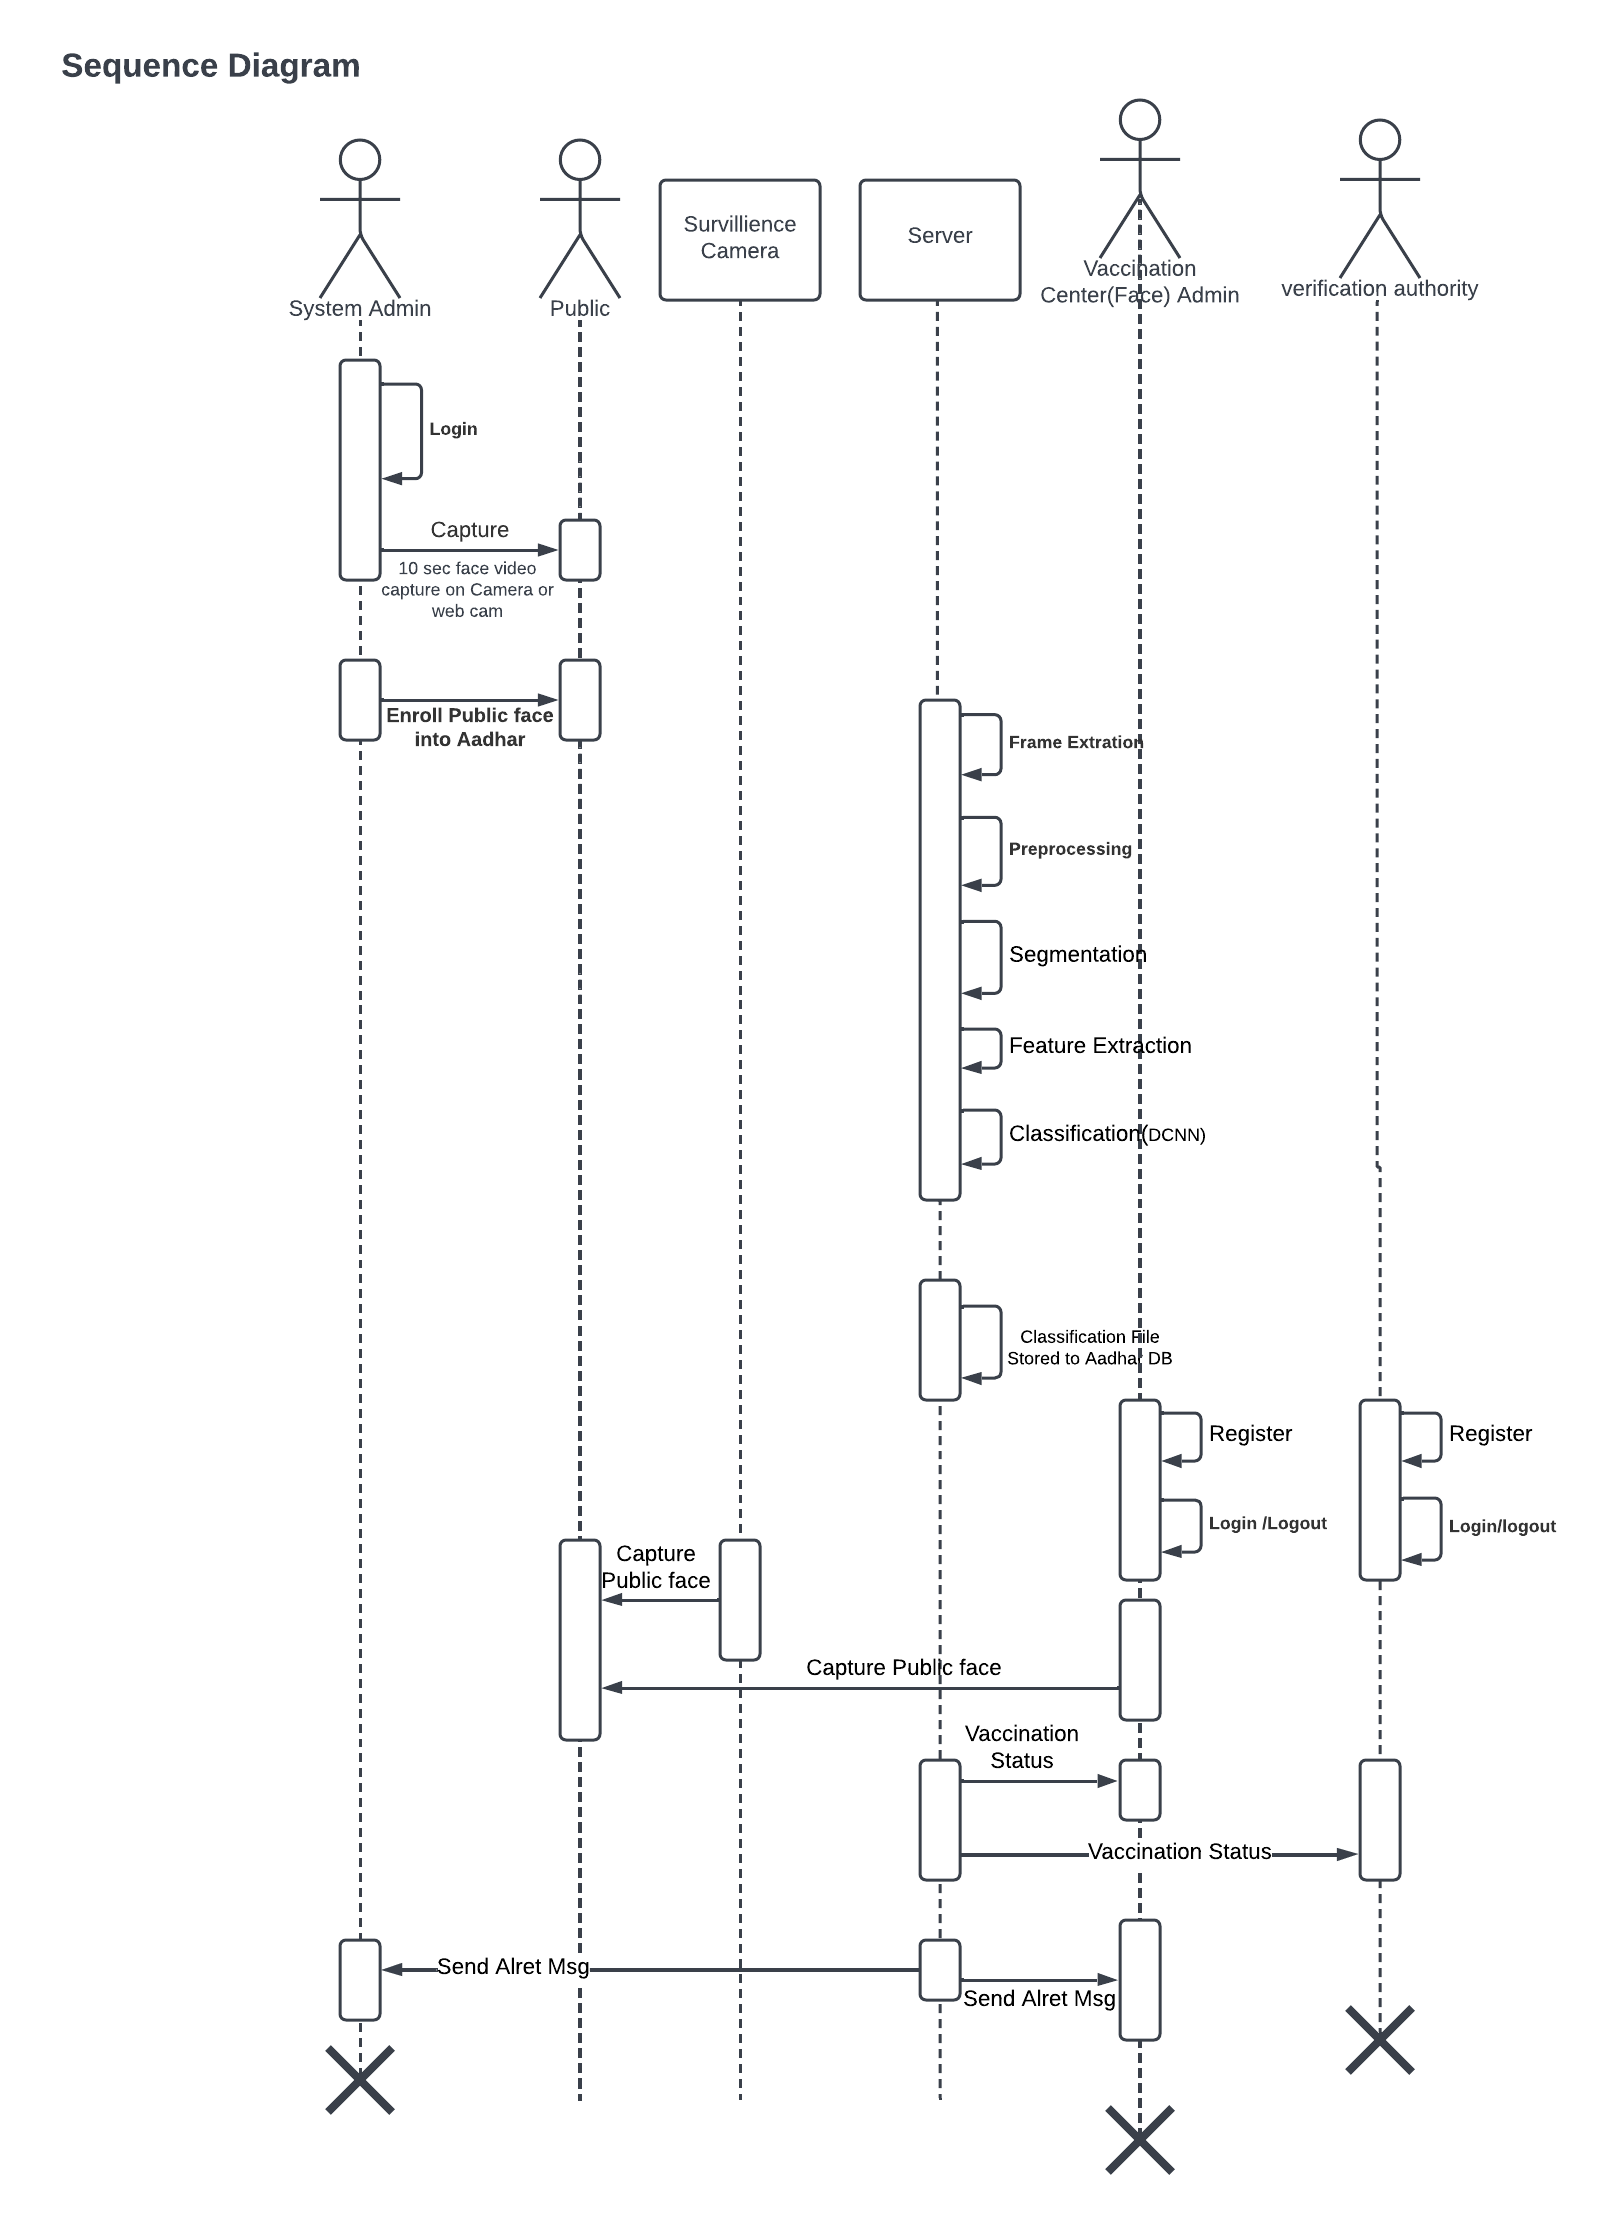 Sequence Diagram
System Admin
Public
Survillience
Camera
Server
Vaccination
Center(Face) Admin
verification authority
Login
Capture
10 sec face video
capture on Camera or
web cam
Enroll Public face
into Aadhar
Frame Extration
Preprocessing
Segmentation
Feature Extraction
Classification(DCNN)
Classification File
Stored to Aadhar DB
Register
Register
Login /Logout
Login/logout
Capture
Public face
Capture Public face
Vaccination
Status
Vaccination Status
Send Alret Msg
Send Alret Msg